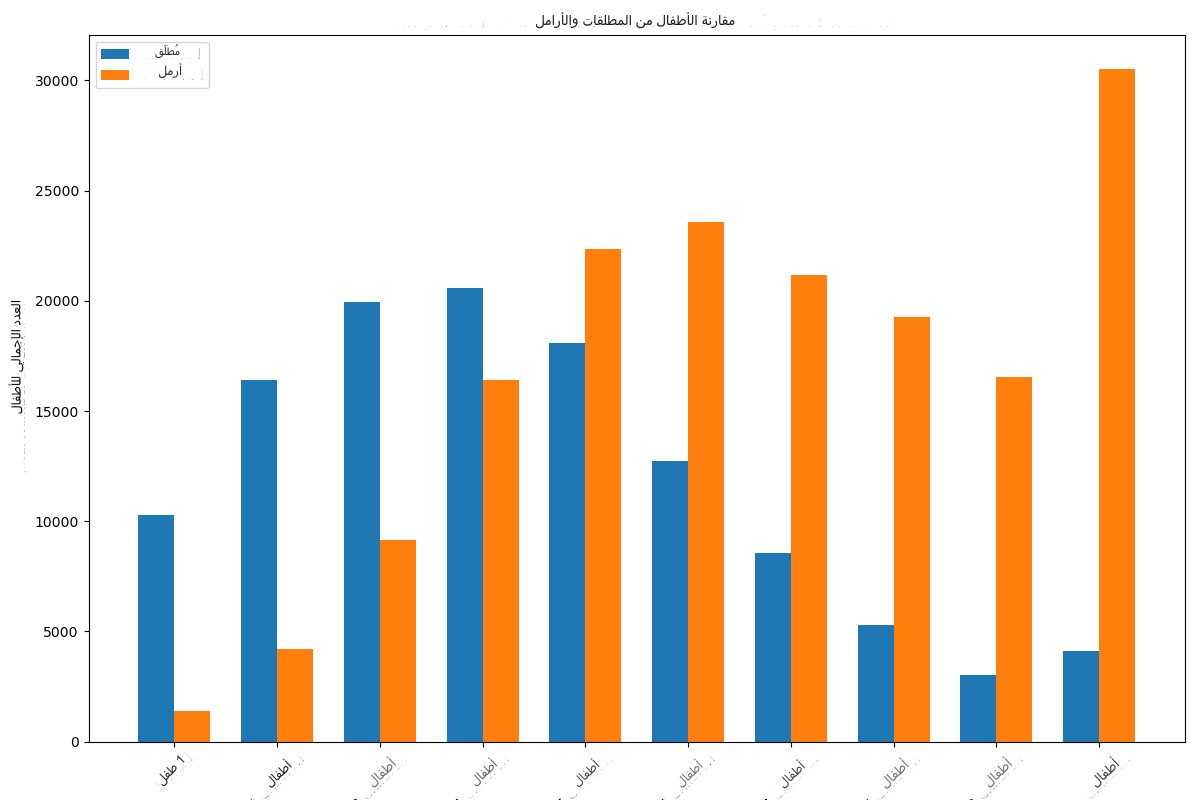 مقارنة الأطفال من المطلقات والأرامل
مُطلَق
أرمل
30000
25000
20000
15000
10000
5000
0
العدد الإجمالي للأطفال
1 طفل
أطفال
أطفال
أطفال
أطفال
أطفال
أطفال
أطفال
أطفال
أطفال